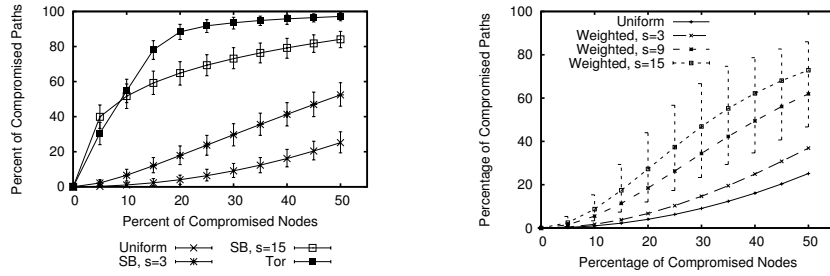 100
80
60
40
20
0
0 10 20 30 40 50
Percent of Compromised Paths
Percent of Compromised Nodes
Uniform
SB, s=3
SB, s=15
Tor
100
80
60
40
20
0
0 10 20 30 40 50
Percentage of Compromised Paths
Percentage of Compromised Nodes
Uniform
Weighted, s=3
Weighted, s=9
Weighted, s=15